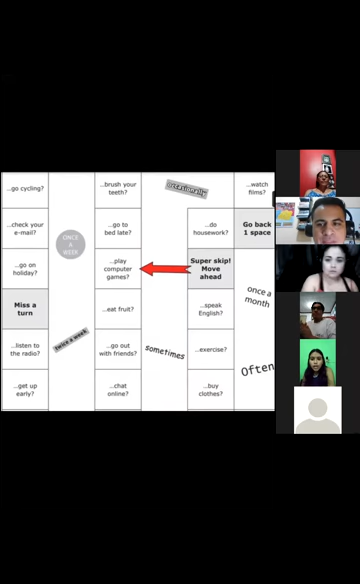 ...go cycling?
...check your
e-mail?
...go on
holiday?
Miss a
turn
...listen to
the radio?
...get up
early?
ONCE
A
WEEK
twice a week
...brush your
teeth?
...go to
bed late?
...play
computer
games?
...eat fruit?
...go out
with friends?
...chat
online?
occasionally
sometimes
...do
housework?
Super skip!
Move
ahead
...speak
English?
...exercise?
...buy
clothes?
...watch
films?
Go back
1 space
once a
month
Often